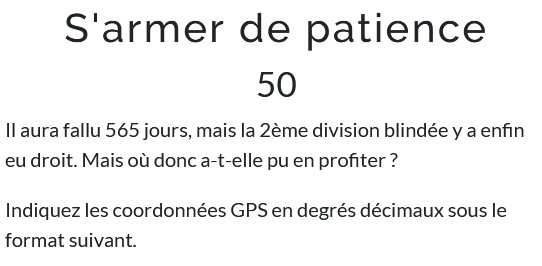 S'armer de patience
50
Il aura fallu 565 jours, mais la 2ème division blindée y a enfin
eu droit. Mais où donc a-t-elle pu en profiter ?
Indiquez les coordonnées GPS en degrés décimaux sous le
format suivant.